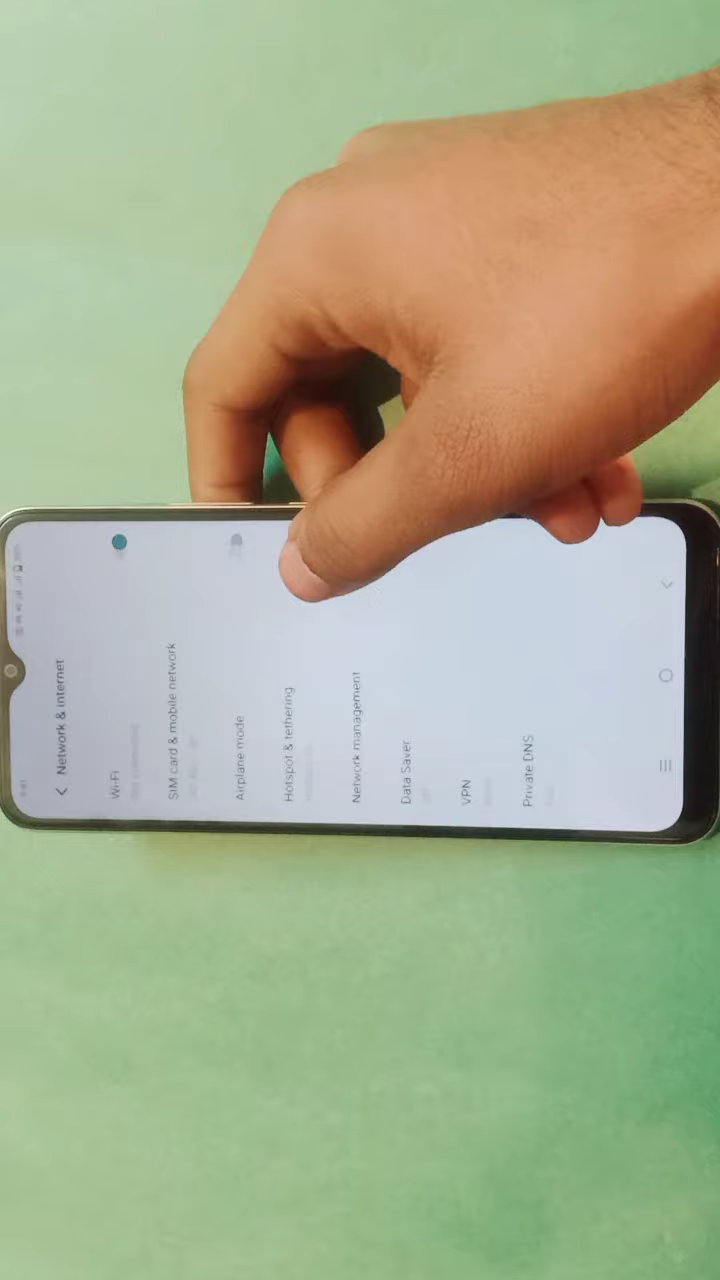 Network & internet
Wi-Fi
SIM card & mobile network
Airplane mode
Hotspot & tethering
Network management
Data Saver
VPN
Private DNS